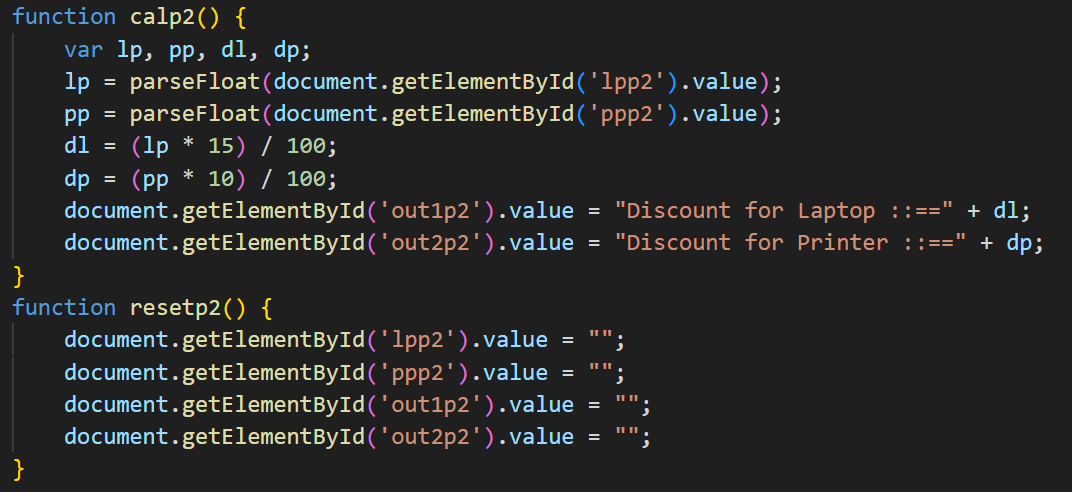 function calp2() {
    var lp, pp, dl, dp;
    lp = parseFloat(document.getElementById('lpp2').value);
    pp = parseFloat(document.getElementById('ppp2').value);
    dl = (lp * 15) / 100;
    dp = (pp * 10) / 100;
    document.getElementById('out1p2').value = "Discount for Laptop ::==" + dl;
    document.getElementById('out2p2').value = "Discount for Printer ::==" + dp;
}
function resetp2() {
    document.getElementById('lpp2').value = "";
    document.getElementById('ppp2').value = "";
    document.getElementById('out1p2').value = "";
    document.getElementById('out2p2').value = "";
}